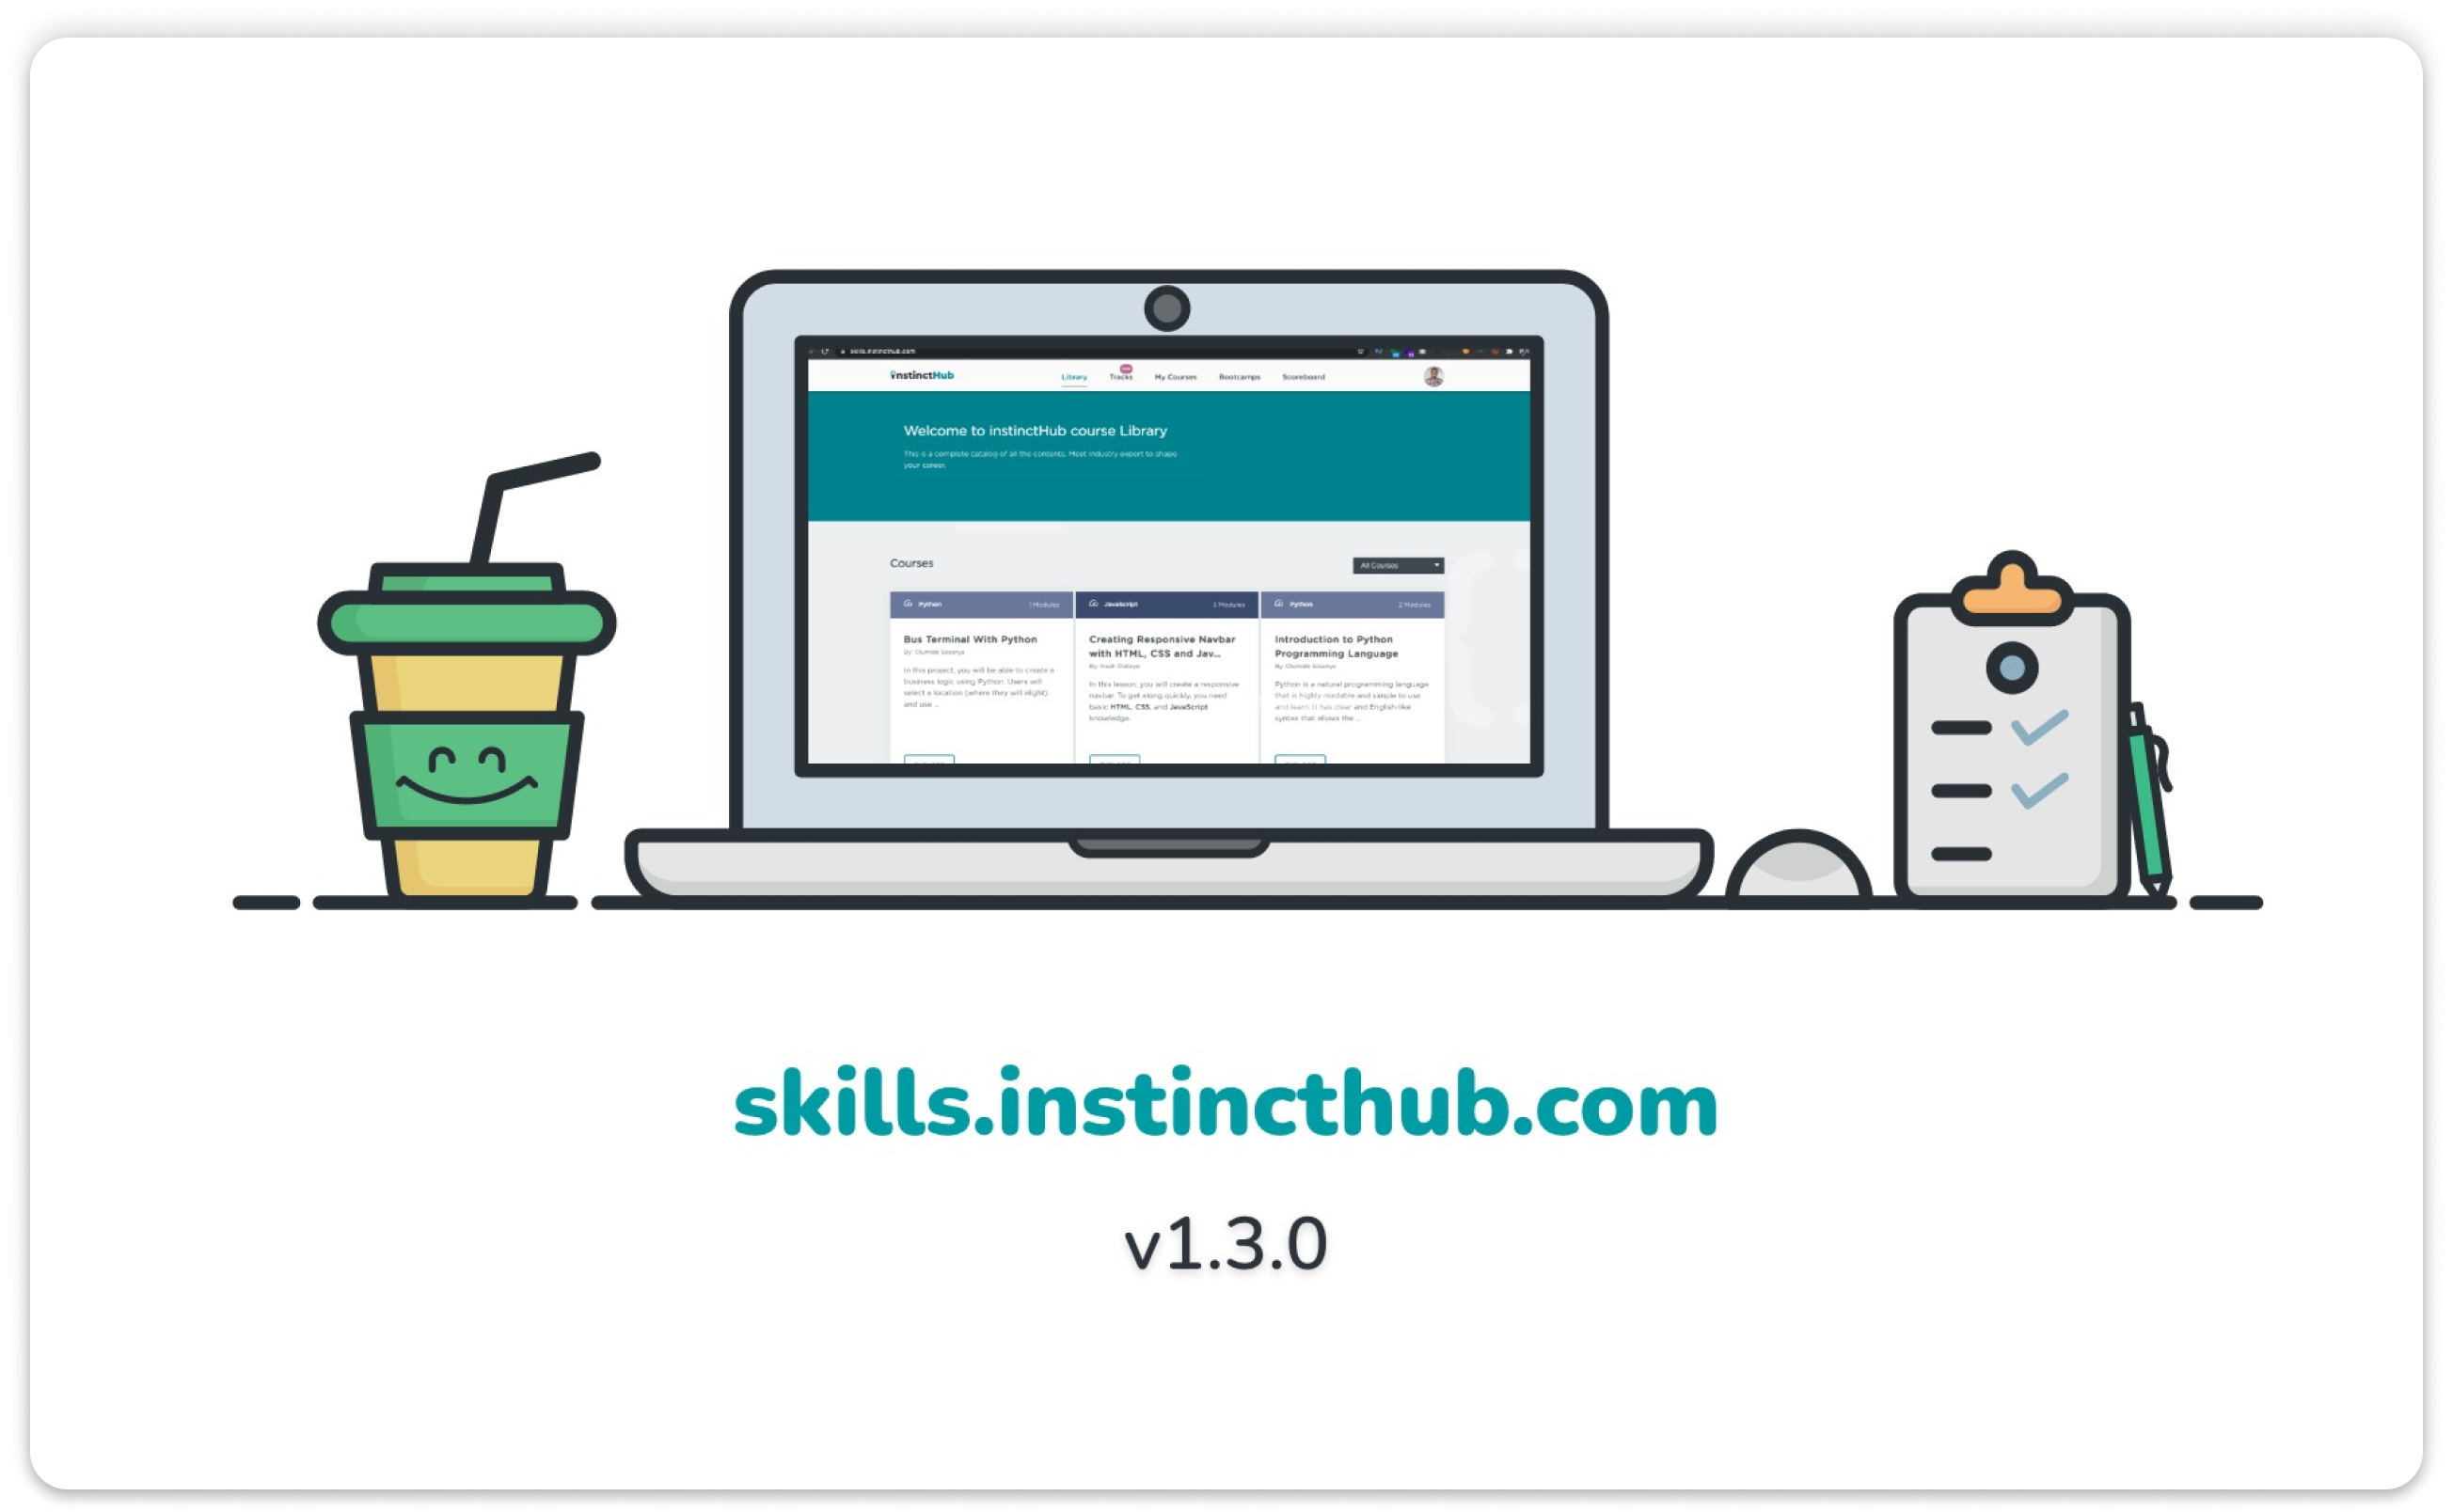 skills.instincthub.com
instinctHub
Library
Tracks
My Courses
Bootcamps
Scoreboard
Welcome to instinctHub course Library
This is a complete catalog of all the contents. Meet industry expert to shape
your career.
Courses
All Courses
Python
1 Modules
JavaScript
3 Modules
Python
2 Modules
Bus Terminal With Python
By: Olumide Sosanya
In this project, you will be able to create a
business logic using Python. Users will
select a location (where they will alight)
and use ...
Creating Responsive Navbar
with HTML, CSS and Jav...
By: Noah
In this lesson, you will create a responsive
navbar. To get along quickly, you need
basic HTML, CSS, and JavaScript
knowledge.
Introduction to Python
Programming Language
By: Olumide Sosanya
Python is a natural programming language
that is highly readable and simple to use
and learn. It has clear and English-like
syntax that allows the ...
skills.instincthub.com
v1.3.0